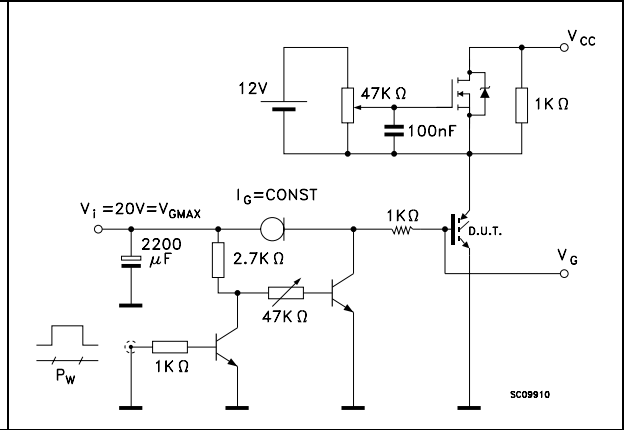 V CC
12V
47K Ω
1K Ω
100nF
I G =CONST
V i =20V=V GMAX
1K Ω
D.U.T.
2200
μF
2.7K Ω
V G
47K Ω
1K Ω
P W
SC09910